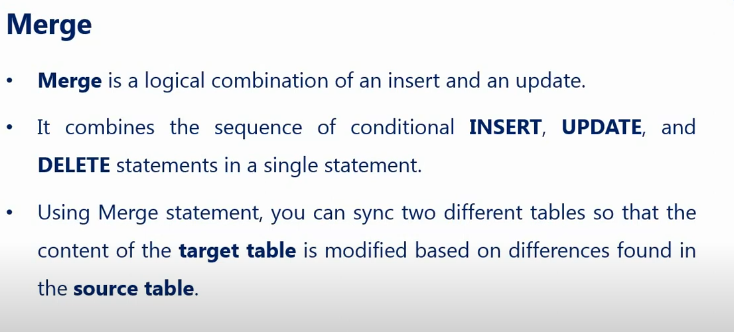 Merge
• Merge is a logical combination of an insert and an update.
• It combines the sequence of conditional INSERT, UPDATE, and
DELETE statements in a single statement.
• Using Merge statement, you can sync two different tables so that the
content of the target table is modified based on differences found in
the source table.